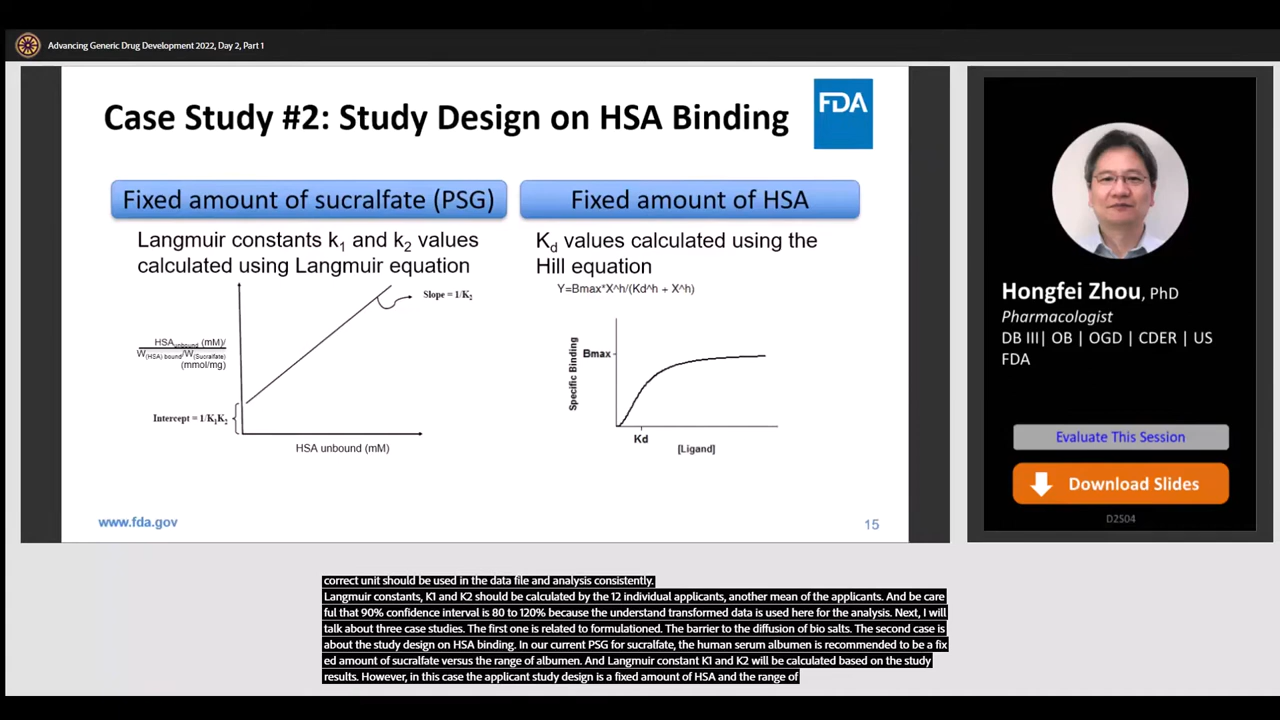 Advancing Generic Drug Development 2022, Day 2, Part 1
Case Study #2: Study Design on HSA Binding
FDA
Fixed amount of sucralfate (PSG)
Langmuir constants k1 and k2 values
calculated using Langmuir equation
Slope = 1/K2
HSAunbound (mM)/
W(HSA) bound/W(Sucralfate)
(mmol/mg)
Intercept = 1/K1K2
HSA unbound (mM)
Fixed amount of HSA
Kd values calculated using the
Hill equation
Y=Bmax*X^h/(Kd^h + X^h)
Specific Binding
Bmax
Kd
[Ligand]
www.fda.gov
15
Hongfei Zhou, PhD
Pharmacologist
DB III| OB | OGD | CDER | US
FDA
Evaluate This Session
Download Slides
D2S04
correct unit should be used in the data file and analysis consistently.
Langmuir constants, K1 and K2 should be calculated by the 12 individual applicants, another mean of the applicants. And be care
ful that 90% confidence interval is 80 to 120% because the understand transformed data is used here for the analysis. Next, I will
talk about three case studies. The first one is related to formulationed. The barrier to the diffusion of bio salts. The second case is
about the study design on HSA binding. In our current PSG for sucralfate, the human serum albumen is recommended to be a fix
ed amount of sucralfate versus the range of albumen. And Langmuir constant K1 and K2 will be calculated based on the study
results. However, in this case the applicant study design is a fixed amount of HSA and the range of